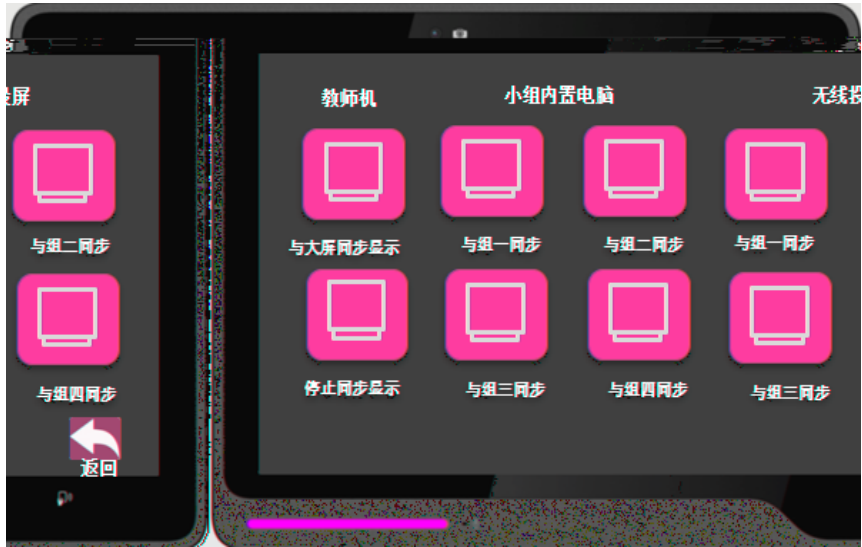 投屏
教师机
小组内置电脑
无线投
与组二同步
与大屏同步显示
与组一同步
与组二同步
与组一同步
与组四同步
停止同步显示
与组三同步
与组四同步
与组三同步
返回